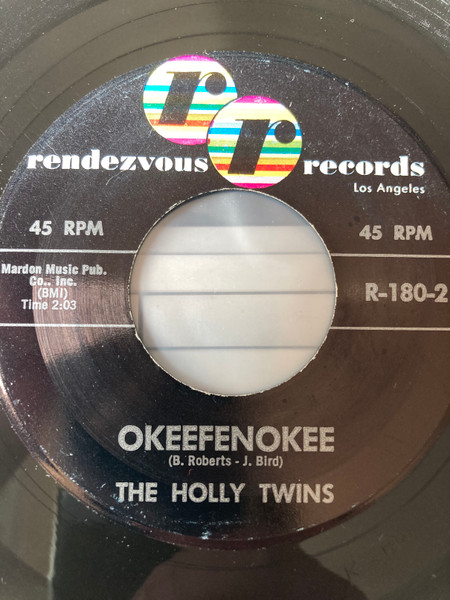 r r
rendezvous records
Los Angeles
45 RPM 45 RPM
Mardon Music Pub.
Co., Inc.
(BMI)
Time 2:03
R-180-2
OKEEFENOKEE
(B. Roberts - J. Bird)
THE HOLLY TWINS